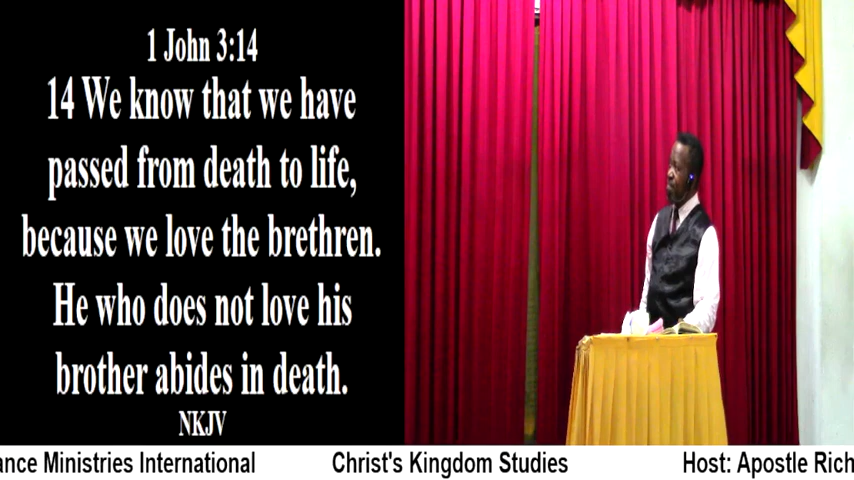 1 John 3:14
14 We know that we have
passed from death to life,
because we love the brethren.
He who does not love his
brother abides in death.
NKJV
ance Ministries International Christ's Kingdom Studies Host: Apostle Rich